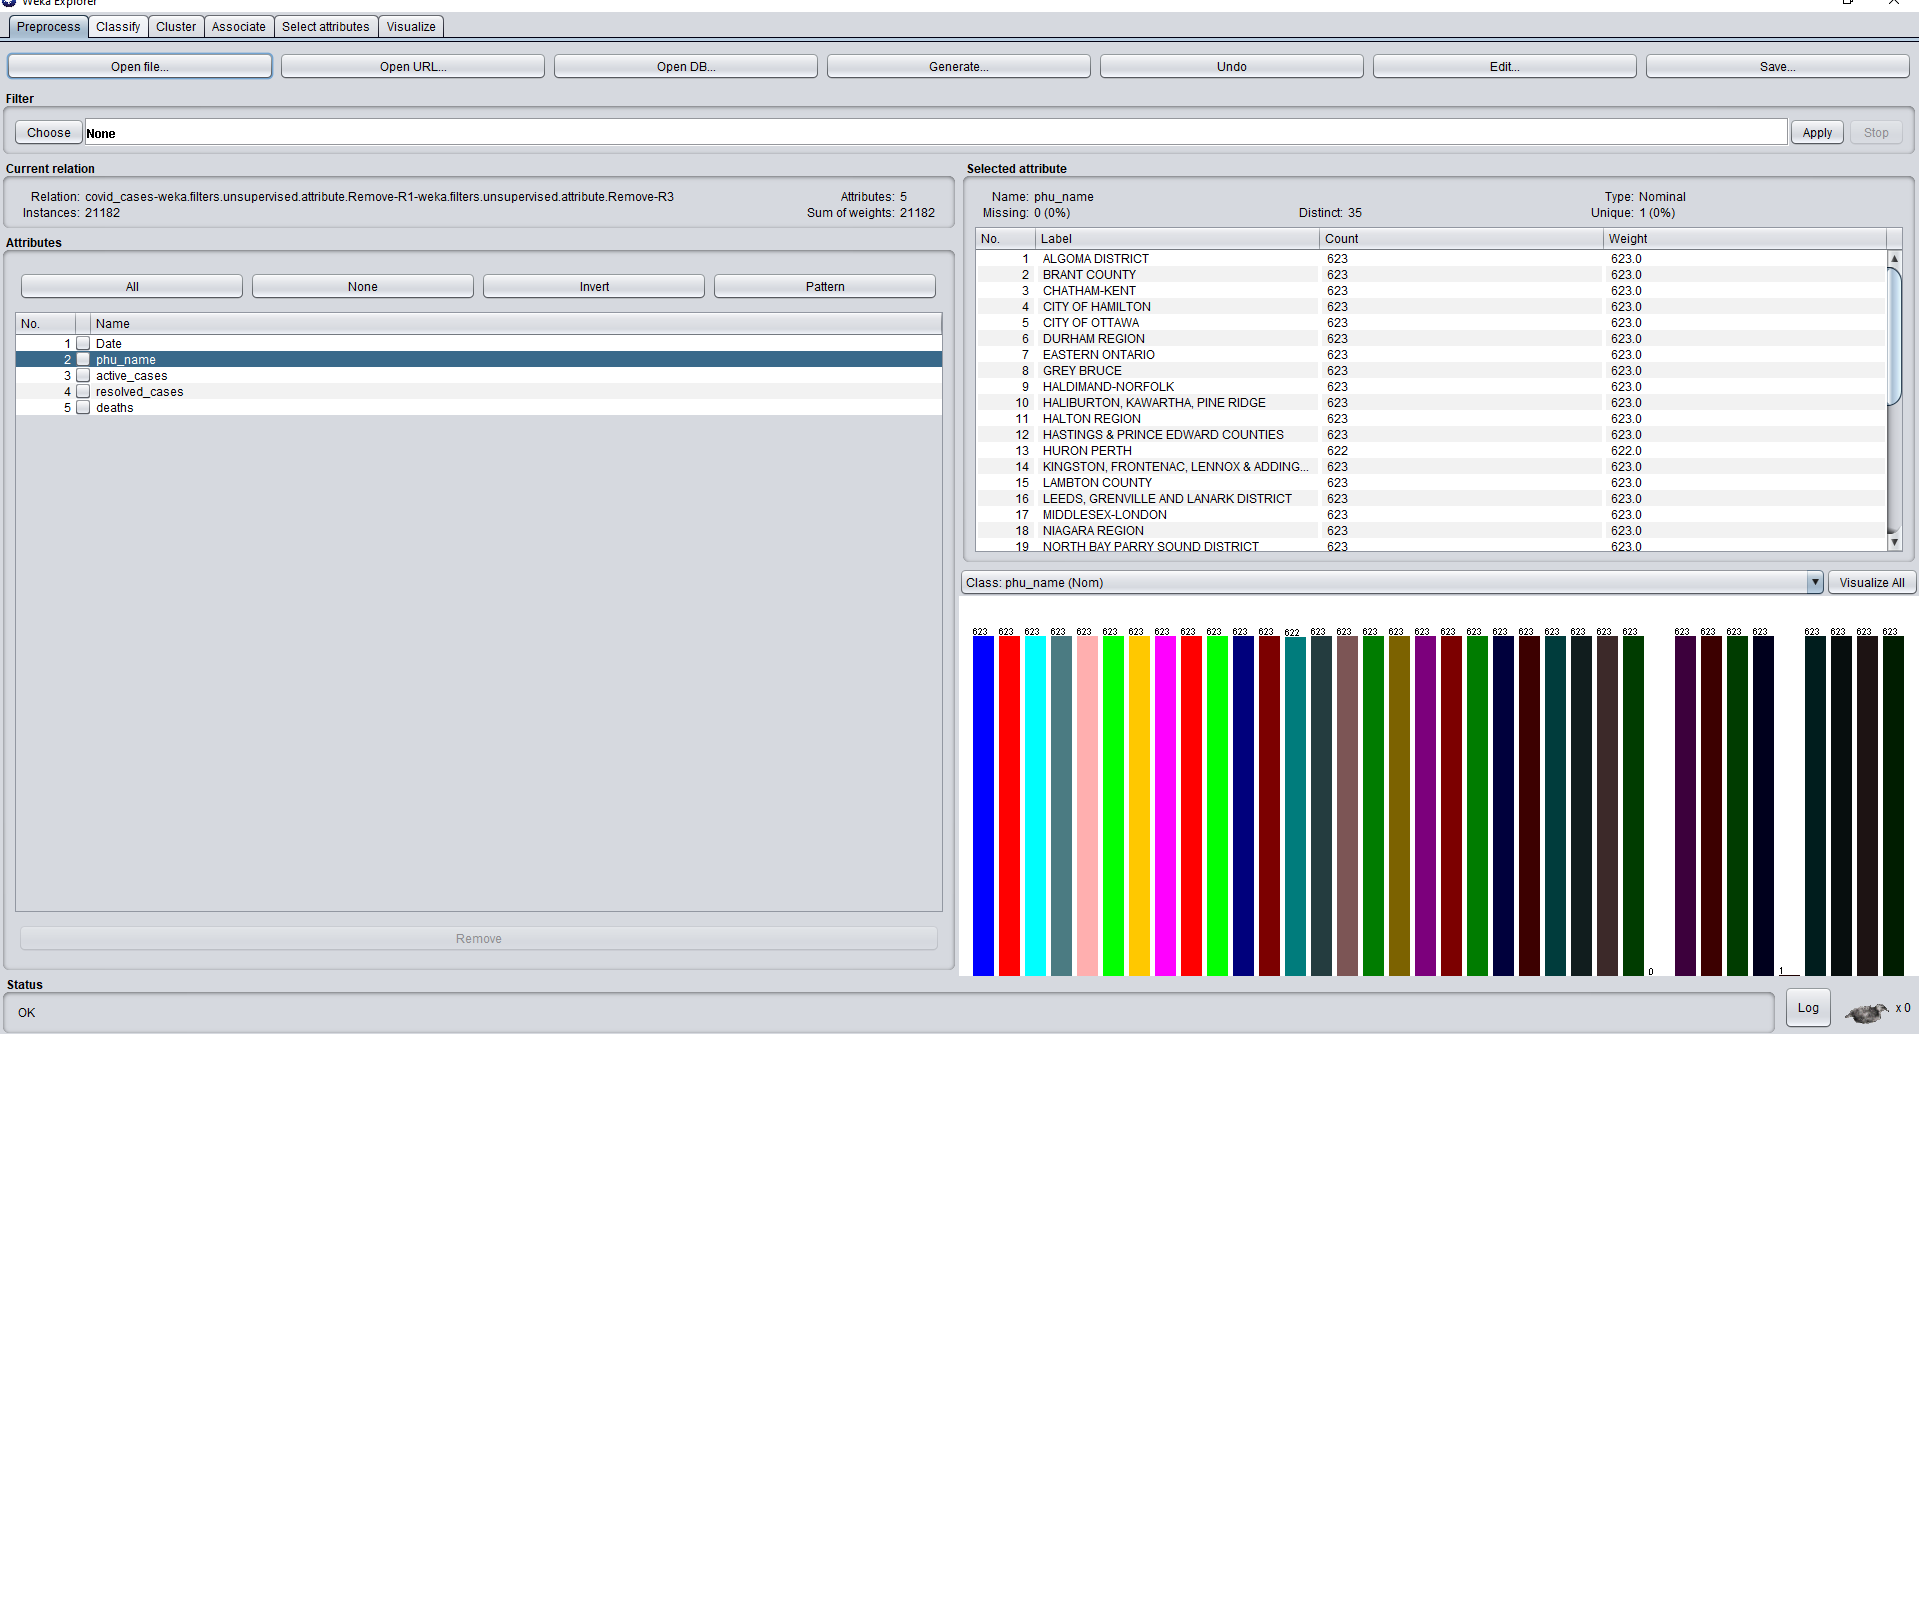 Weka Explorer
Preprocess Classify Cluster Associate Select attributes Visualize
Open file... Open URL... Open DB... Generate... Undo Edit... Save...
Filter
Choose None Apply Stop
Current relation
Relation: covid_cases-weka.filters.unsupervised.attribute.Remove-R1-weka.filters.unsupervised.attribute.Remove-R3 Attributes: 5
Instances: 21182 Sum of weights: 21182
Attributes
All None Invert Pattern
No. Name
1 Date
2 phu_name
3 active_cases
4 resolved_cases
5 deaths
Remove
Selected attribute
Name: phu_name Type: Nominal
Missing: 0 (0%) Distinct: 35 Unique: 1 (0%)
No. Label Count Weight
1 ALGOMA DISTRICT 623 623.0
2 BRANT COUNTY 623 623.0
3 CHATHAM-KENT 623 623.0
4 CITY OF HAMILTON 623 623.0
5 CITY OF OTTAWA 623 623.0
6 DURHAM REGION 623 623.0
7 EASTERN ONTARIO 623 623.0
8 GREY BRUCE 623 623.0
9 HALDIMAND-NORFOLK 623 623.0
10 HALIBURTON, KAWARTHA, PINE RIDGE 623 623.0
11 HALTON REGION 623 623.0
12 HASTINGS & PRINCE EDWARD COUNTIES 623 623.0
13 HURON PERTH 622 622.0
14 KINGSTON, FRONTENAC, LENNOX & ADDING... 623 623.0
15 LAMBTON COUNTY 623 623.0
16 LEEDS, GRENVILLE AND LANARK DISTRICT 623 623.0
17 MIDDLESEX-LONDON 623 623.0
18 NIAGARA REGION 623 623.0
19 NORTH BAY PARRY SOUND DISTRICT 623 623.0
Class: phu_name (Nom) Visualize All
623 623 623 623 623 623 623 623 623 623 623 623 622 623 623 623 623 623 623 623 623 623 623 623 623 623 0 623 623 623 623 1 623 623 623 623
Status
OK
Log x 0